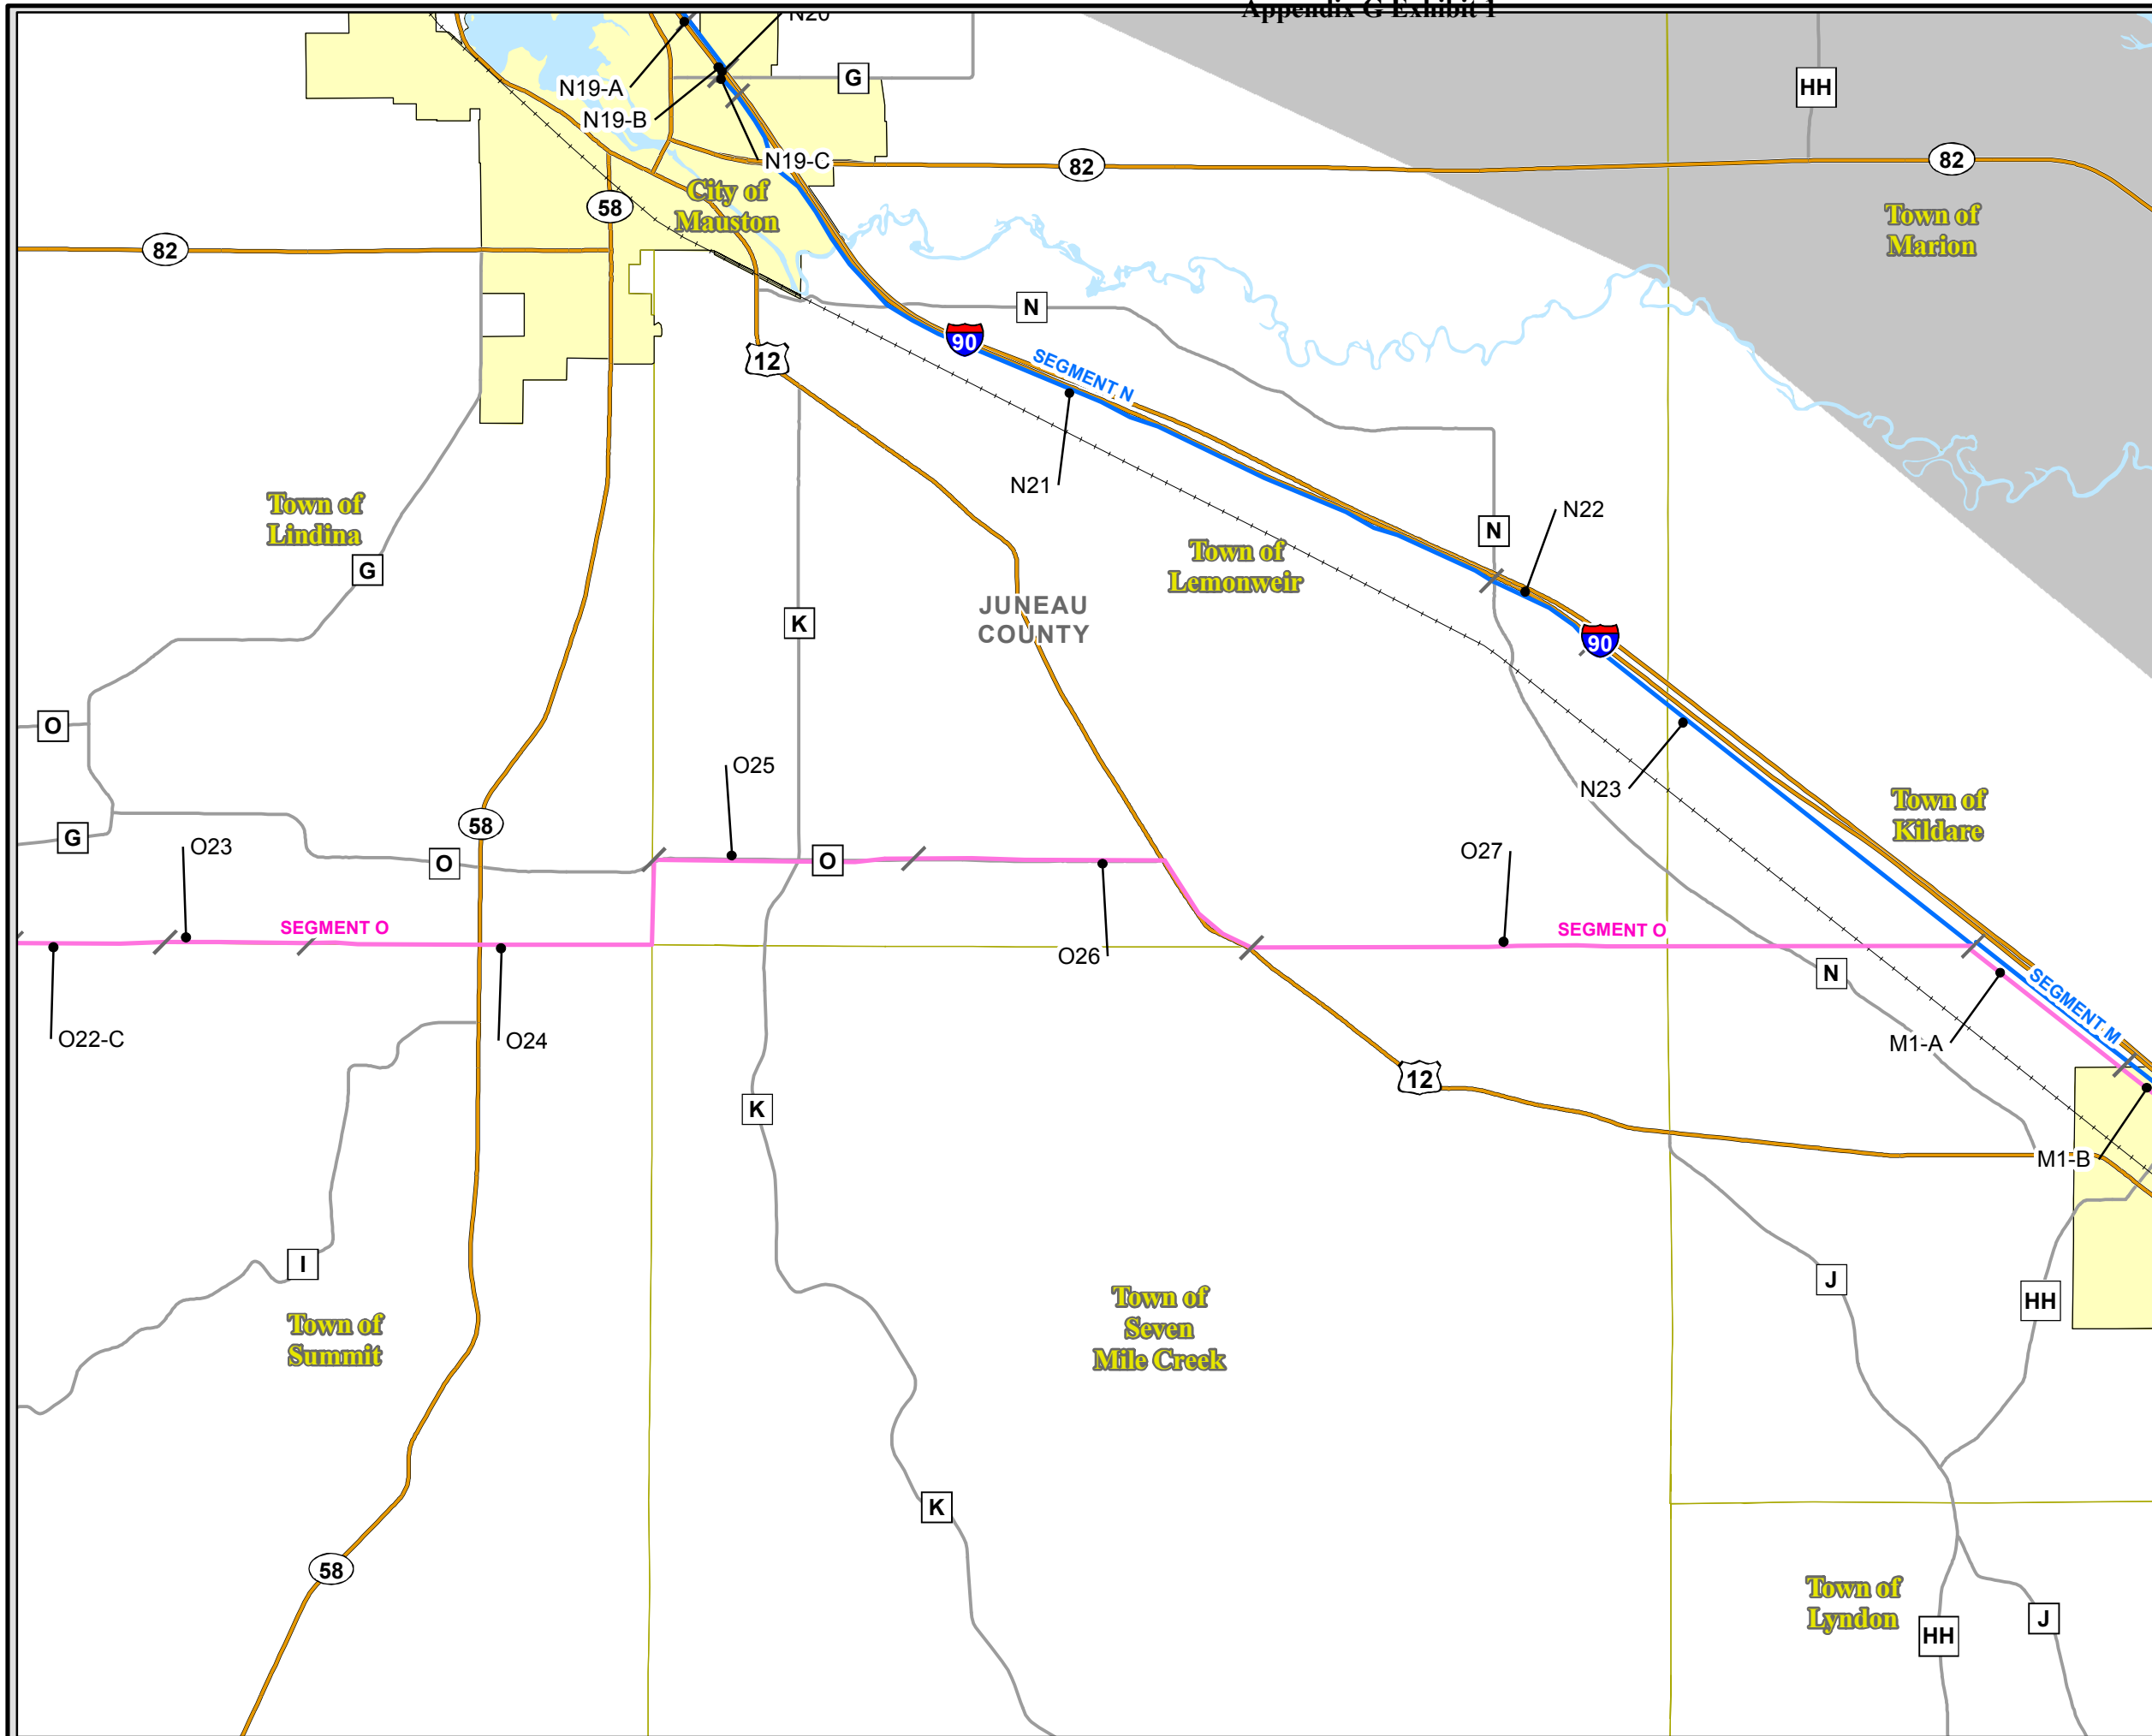 Appendix G Exhibit 1
N20
N19-A
G
HH
N19-B
N19-C
82
82
City of
Mauston
58
Town of
Marion
82
N
90
12
SEGMENT N
N21
Town of
Lindina
N22
N
Town of
Lemonweir
G
JUNEAU
COUNTY
K
90
O
O25
N23
Town of
Kildare
58
G
O23
O
O
O27
SEGMENT O
SEGMENT O
O26
N
SEGMENT M
O22-C
O24
M1-A
12
K
M1-B
I
J
HH
Town of
Seven
Mile Creek
Town of
Summit
K
58
Town of
Lyndon
J
HH